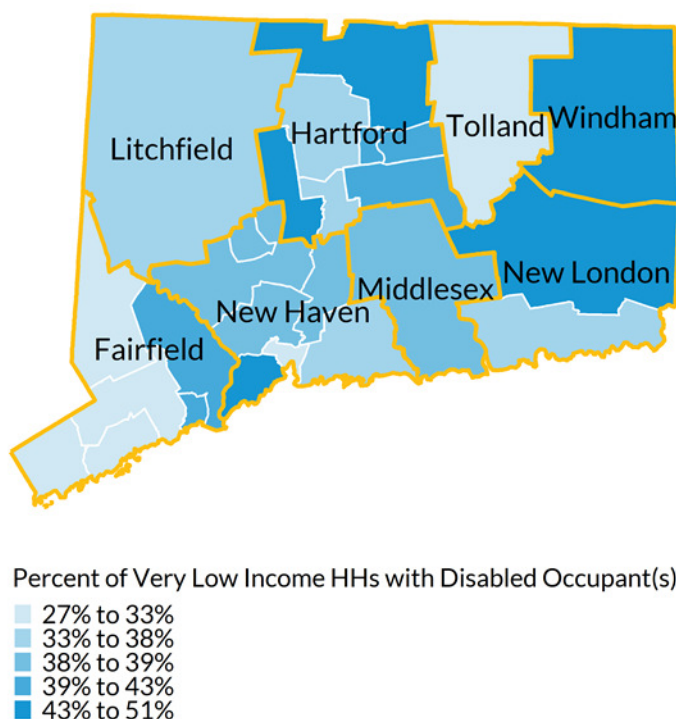 Litchfield
Hartford
Tolland
Windham
New London
Middlesex
New Haven
Fairfield
Percent of Very Low Income HHs with Disabled Occupant(s)
27% to 33%
33% to 38%
38% to 39%
39% to 43%
43% to 51%